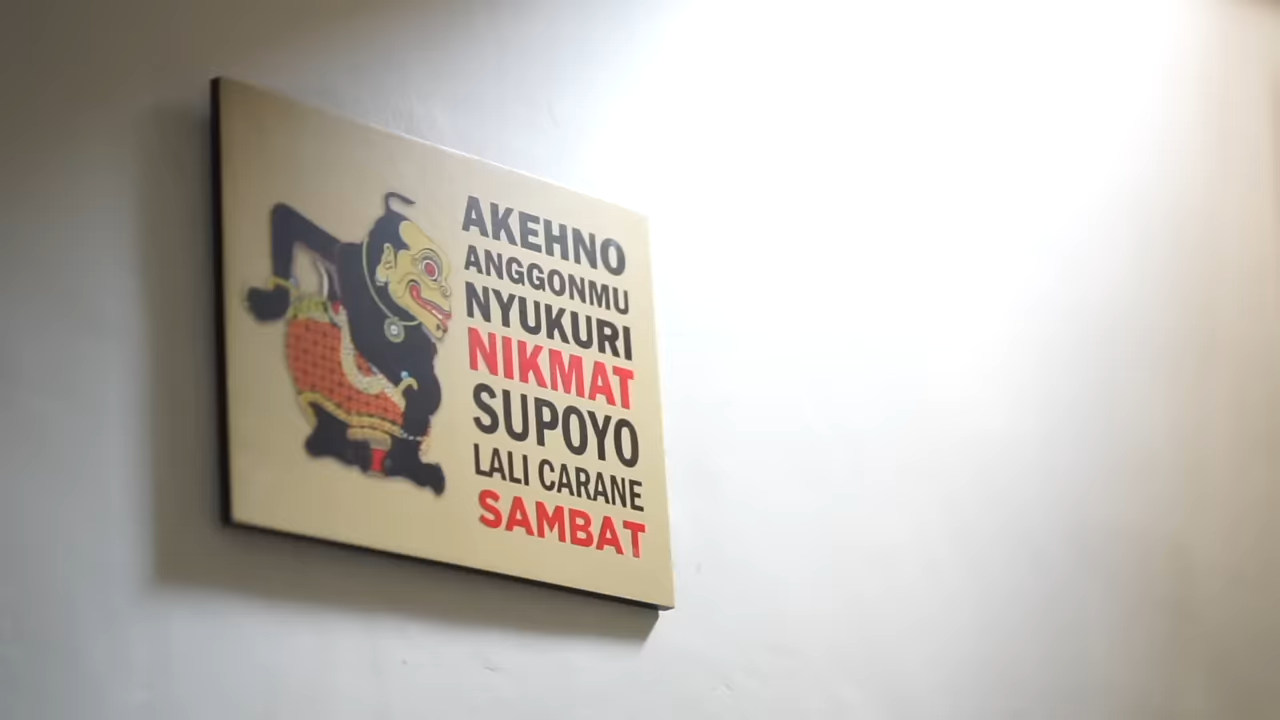 AKEHNO
ANGGONMU
NYUKURI
NIKMAT
SUPOYO
LALI CARANE
SAMBAT